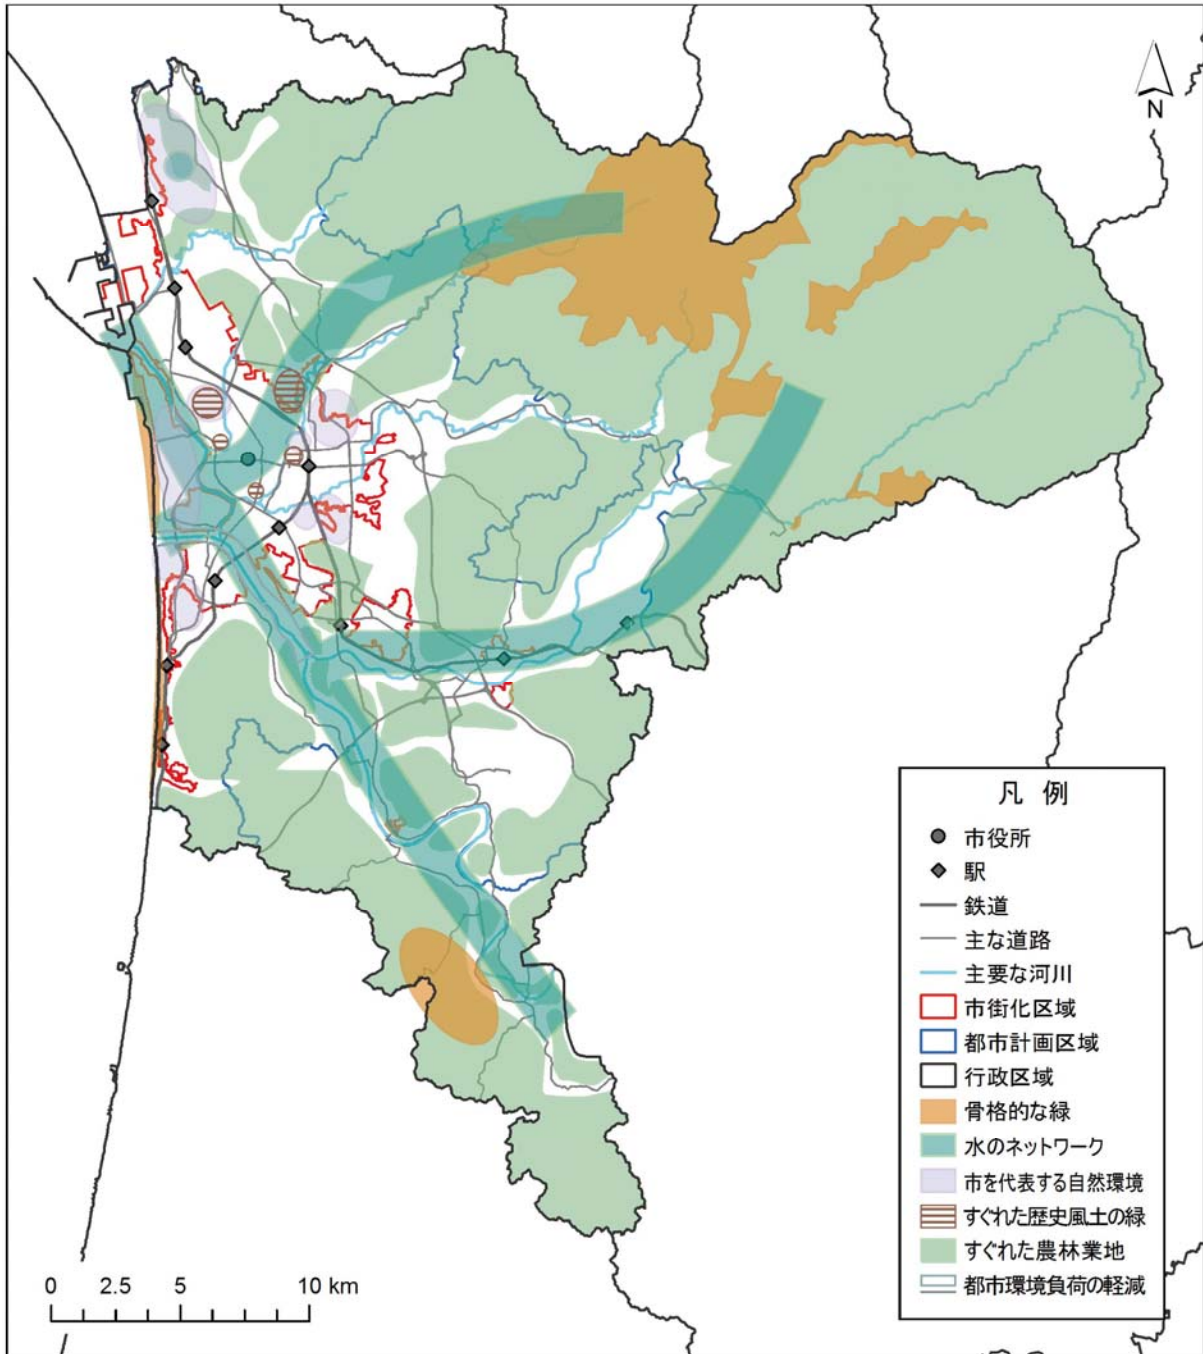 N
凡 例
市役所
駅
鉄道
主な道路
主要な河川
市街化区域
都市計画区域
行政区域
骨格的な緑
水のネットワーク
市を代表する自然環境
すぐれた歴史風土の緑
すぐれた農林業地
都市環境負荷の軽減
0 2.5 5 10 km